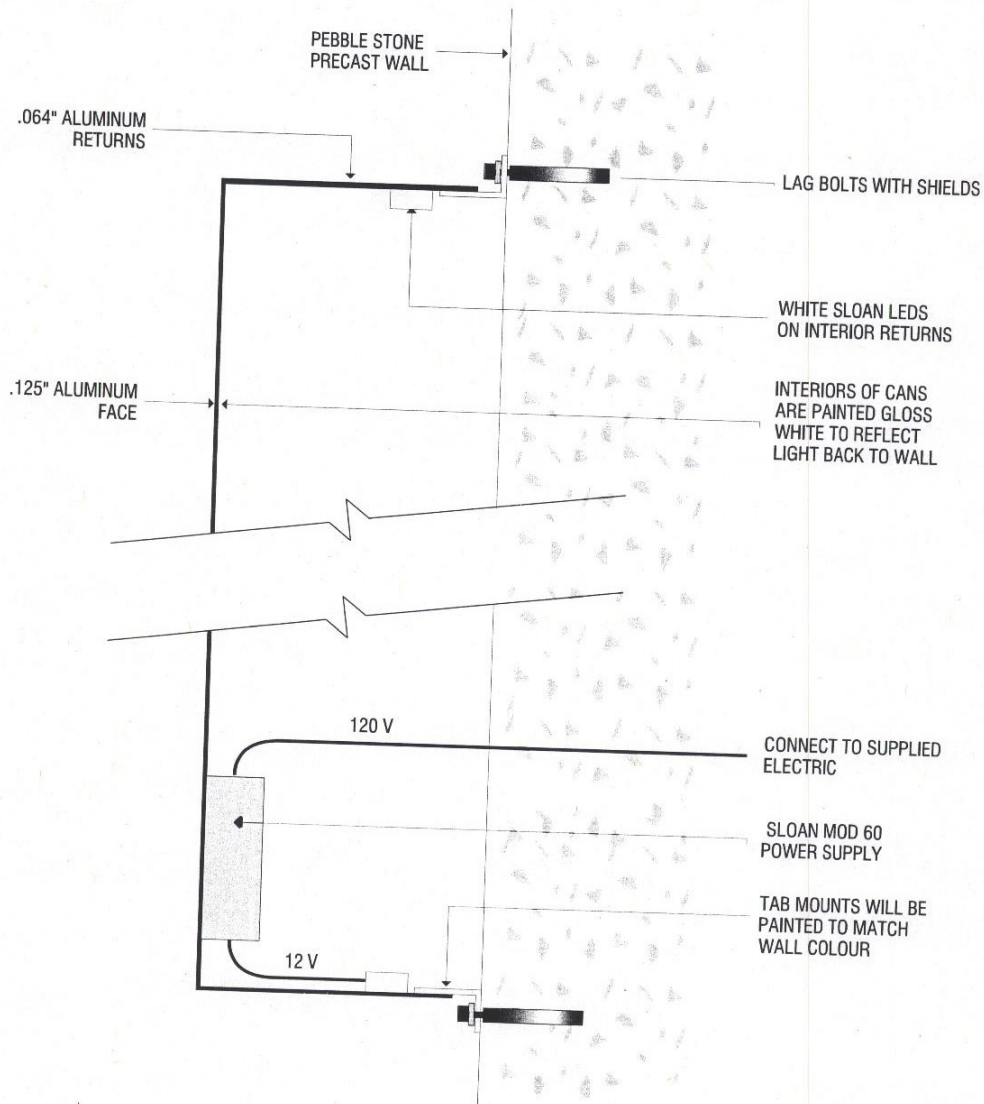 PEBBLE STONE
PRECAST WALL
.064" ALUMINUM
RETURNS
LAG BOLTS WITH SHIELDS
WHITE SLOAN LEDS
ON INTERIOR RETURNS
.125" ALUMINUM
FACE
INTERIORS OF CANS
ARE PAINTED GLOSS
WHITE TO REFLECT
LIGHT BACK TO WALL
120 V
CONNECT TO SUPPLIED
ELECTRIC
SLOAN MOD 60
POWER SUPPLY
TAB MOUNTS WILL BE
PAINTED TO MATCH
WALL COLOUR
12 V